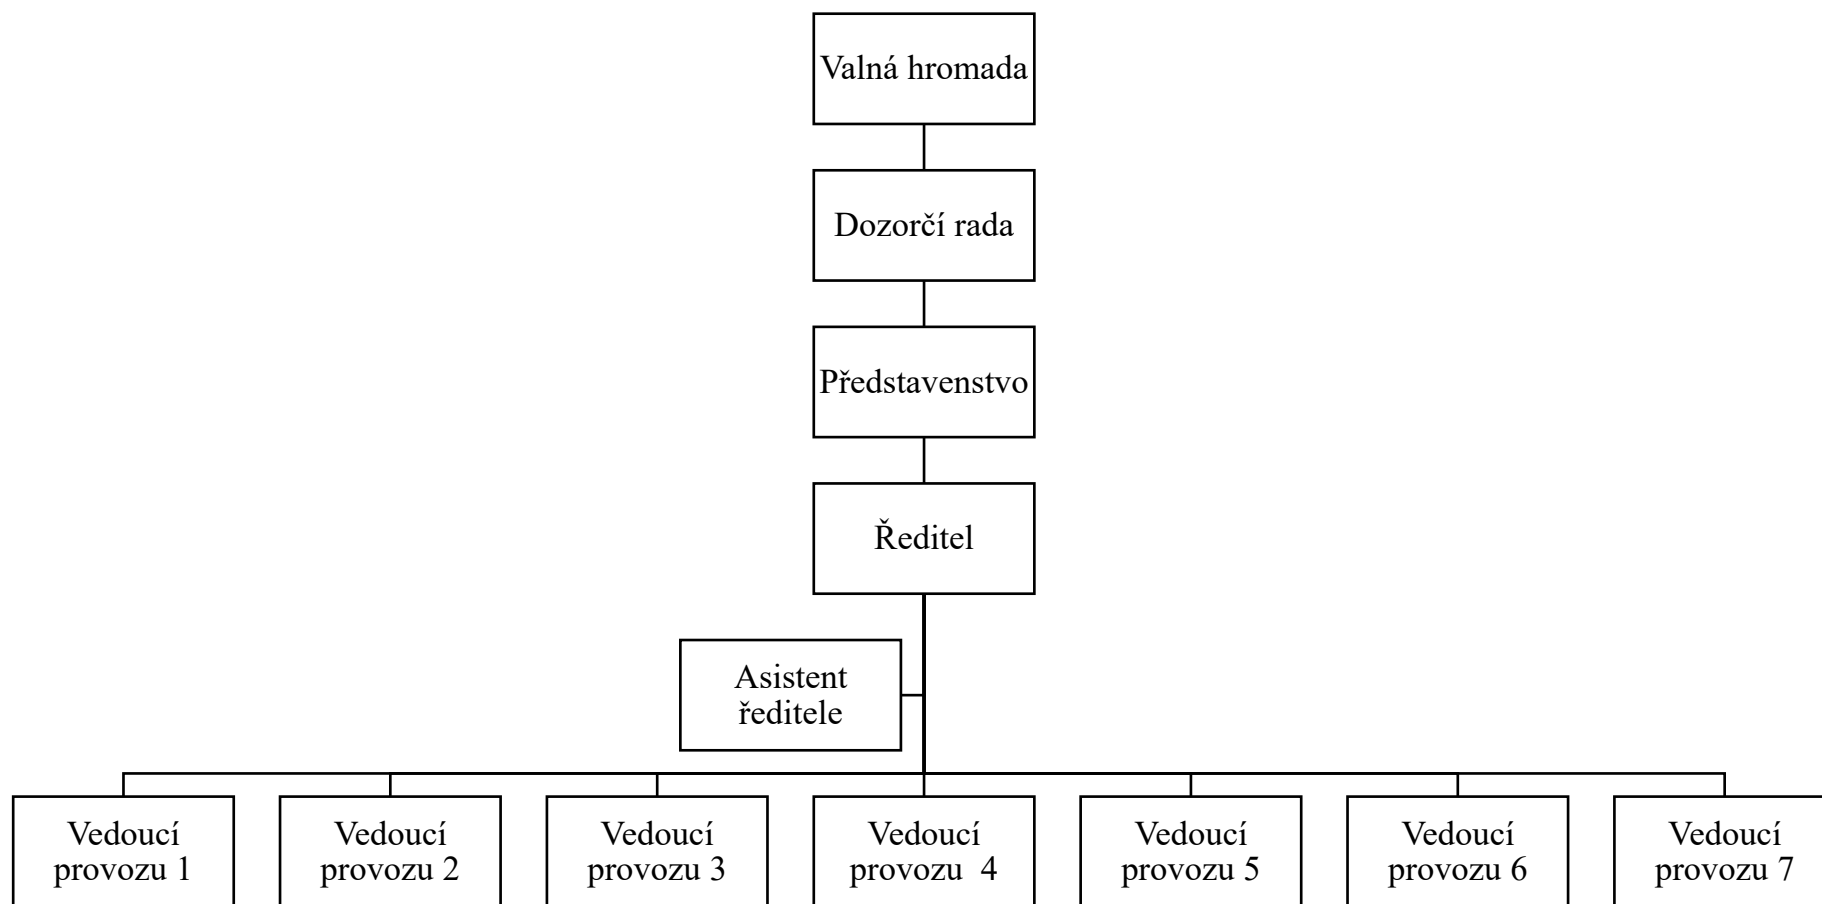 Valná hromada
Dozorčí rada
Představenstvo
Ředitel
Asistent
ředitele
Vedoucí
provozu 1
Vedoucí
provozu 2
Vedoucí
provozu 3
Vedoucí
provozu  4
Vedoucí
provozu 5
Vedoucí
provozu 6
Vedoucí
provozu 7